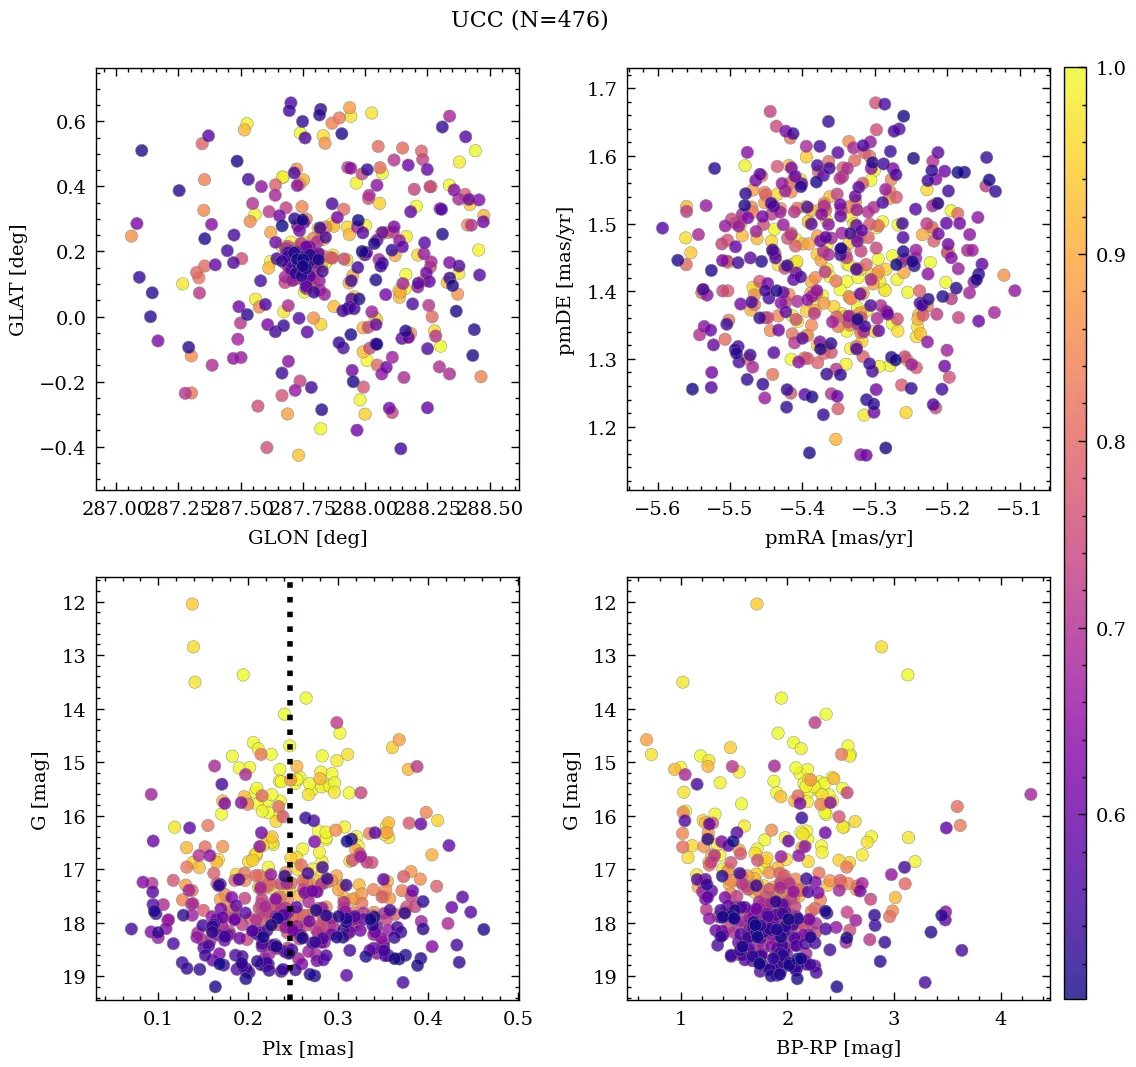 UCC (N=476)
0.6
0.4
0.2
0.0
−0.2
−0.4
GLAT [deg]
287.00 287.25 287.50 287.75 288.00 288.25 288.50
GLON [deg]
1.7
1.6
1.5
1.4
1.3
1.2
pmDE [mas/yr]
−5.6 −5.5 −5.4 −5.3 −5.2 −5.1
pmRA [mas/yr]
1.0
0.9
0.8
0.7
0.6
12
13
14
15
16
17
18
19
G [mag]
0.1 0.2 0.3 0.4 0.5
Plx [mas]
12
13
14
15
16
17
18
19
G [mag]
1 2 3 4
BP-RP [mag]